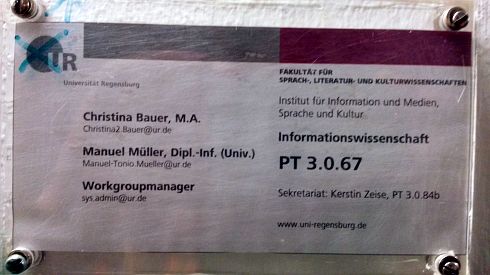 UR
Universität Regensburg
FAKULTÄT FÜR
SPRACH-, LITERATUR- UND KULTURWISSENSCHAFTEN
Institut für Information und Medien,
Sprache und Kultur
Christina Bauer, M.A.
Christina2.Bauer@ur.de
Informationswissenschaft
Manuel Müller, Dipl.-Inf. (Univ.)
Manuel-Tonio.Mueller@ur.de
PT 3.0.67
Workgroupmanager
sys.admin@ur.de
Sekretariat: Kerstin Zeise, PT 3.0.84b
www.uni-regensburg.de